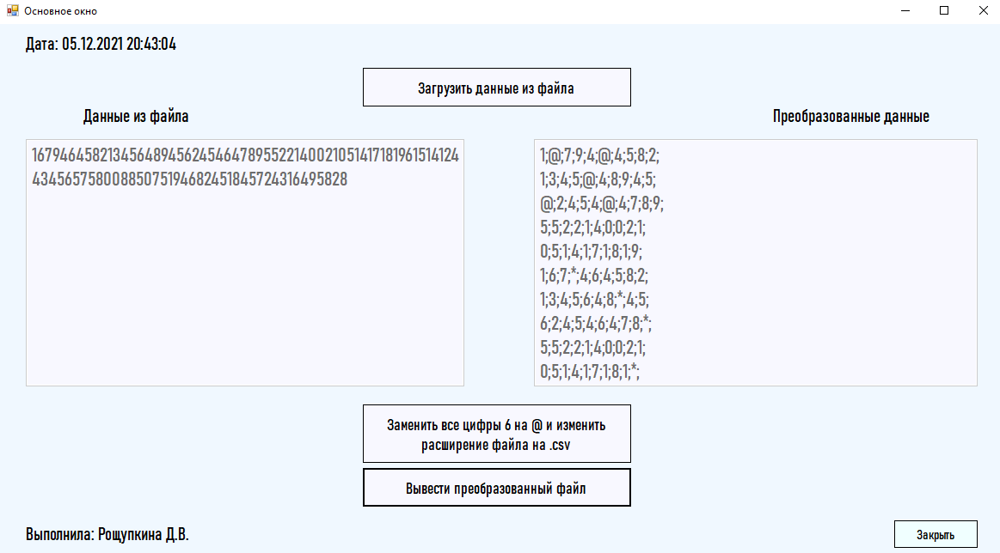 Основное окно
Дата: 05.12.2021 20:43:04
Загрузить данные из файла
Данные из файла
Преобразованные данные
1679464582134564894562454647895522140021051417181961514124
43456575800885075194682451845724316495828
1;@;7;9;4;@;4;5;8;2;
1;3;4;5;@;4;8;9;4;5;
@;2;4;5;4;@;4;7;8;9;
5;5;2;2;1;4;0;0;2;1;
0;5;1;4;1;7;1;8;1;9;
1;6;7;*;4;6;4;5;8;2;
1;3;4;5;6;4;8;*;4;5;
6;2;4;5;4;6;4;7;8;*;
5;5;2;2;1;4;0;0;2;1;
0;5;1;4;1;7;1;8;1;*;
Заменить все цифры 6 на @ и изменить
расширение файла на .csv
Вывести преобразованный файл
Выполнила: Рощупкина Д.В.
Закрыть